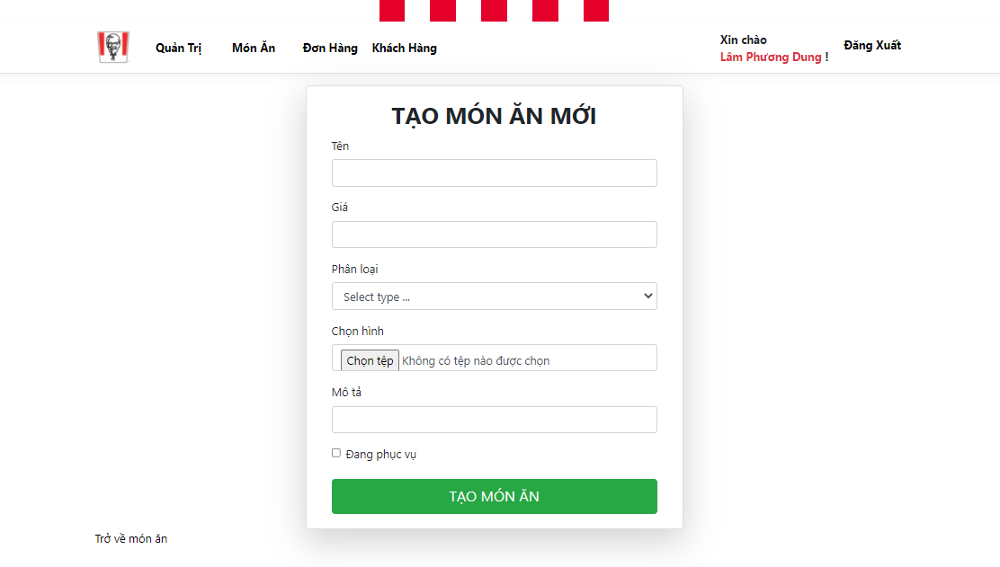 Quản Trị Món Ăn Đơn Hàng Khách Hàng
Xin chào
Lâm Phương Dung !
Đăng Xuất
TẠO MÓN ĂN MỚI
Tên
Giá
Phân loại
Select type ...
Chọn hình
Chọn tệp Không có tệp nào được chọn
Mô tả
Đang phục vụ
TẠO MÓN ĂN
Trở về món ăn